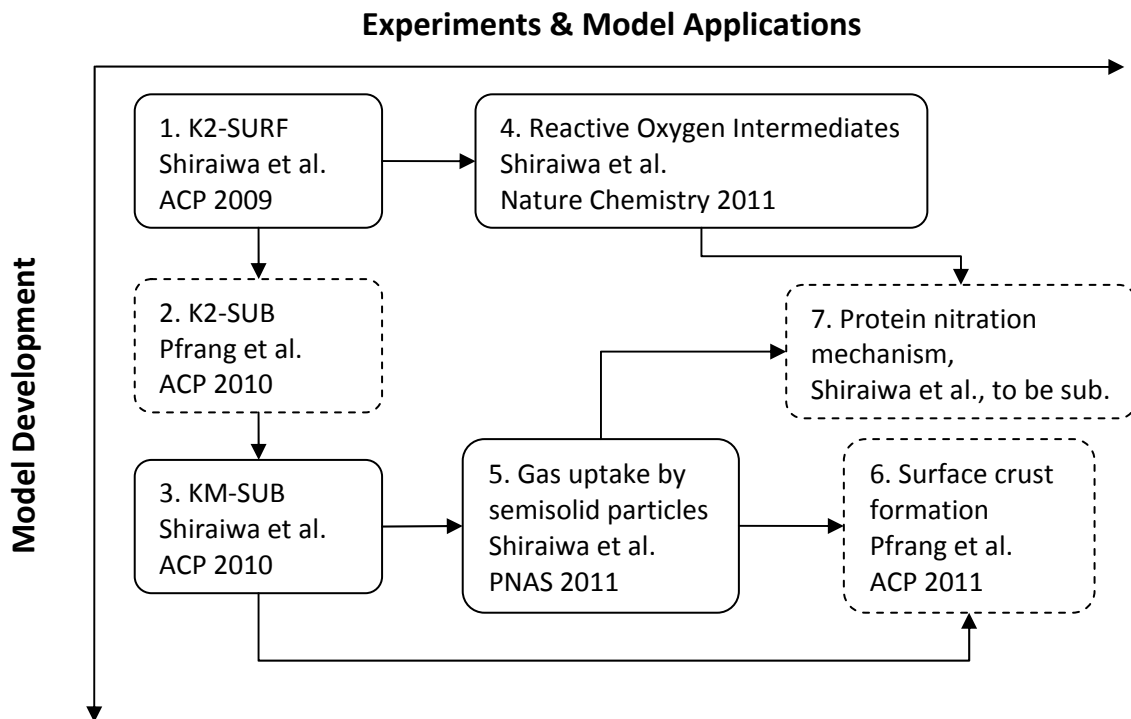 Experiments & Model Applications
Model Development
1. K2-SURF
Shiraiwa et al.
ACP 2009
4. Reactive Oxygen Intermediates
Shiraiwa et al.
Nature Chemistry 2011
2. K2-SUB
Pfrang et al.
ACP 2010
7. Protein nitration
mechanism,
Shiraiwa et al., to be sub.
3. KM-SUB
Shiraiwa et al.
ACP 2010
5. Gas uptake by
semisolid particles
Shiraiwa et al.
PNAS 2011
6. Surface crust
formation
Pfrang et al.
ACP 2011